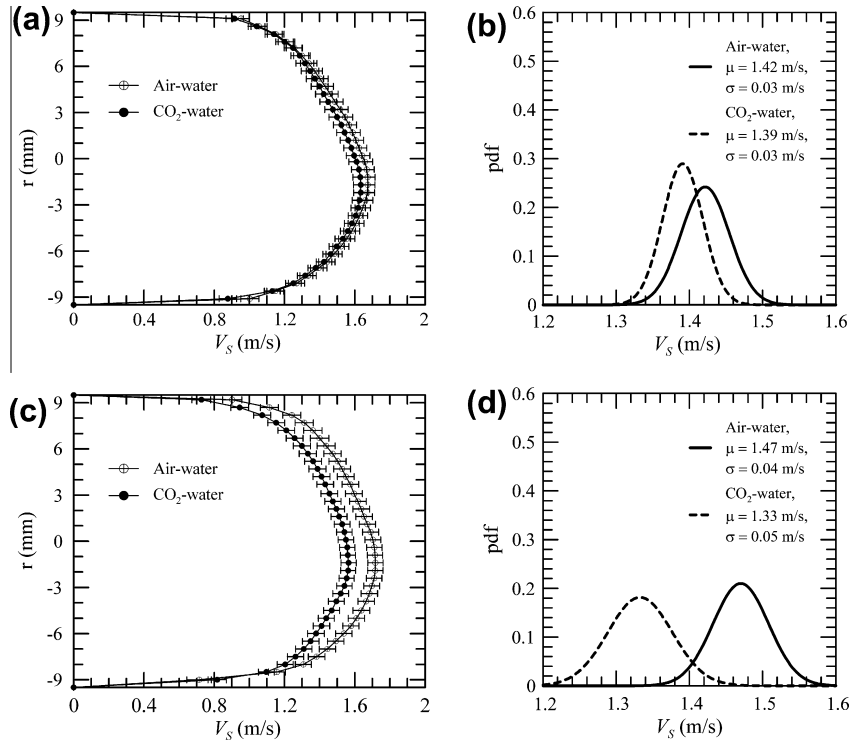 (a)
9
6
3
0
-3
-6
-9
r (mm)
Air-water
CO₂-water
0 0.4 0.8 1.2 1.6 2
V_S (m/s)
(b)
0.6
0.5
0.4
0.3
0.2
0.1
0
pdf
Air-water,
μ = 1.42 m/s,
σ = 0.03 m/s
CO₂-water,
μ = 1.39 m/s,
σ = 0.03 m/s
1.2 1.3 1.4 1.5 1.6
V_S (m/s)
(c)
9
6
3
0
-3
-6
-9
r (mm)
Air-water
CO₂-water
0 0.4 0.8 1.2 1.6 2
V_S (m/s)
(d)
0.6
0.5
0.4
0.3
0.2
0.1
0
pdf
Air-water,
μ = 1.47 m/s,
σ = 0.04 m/s
CO₂-water,
μ = 1.33 m/s,
σ = 0.05 m/s
1.2 1.3 1.4 1.5 1.6
V_S (m/s)